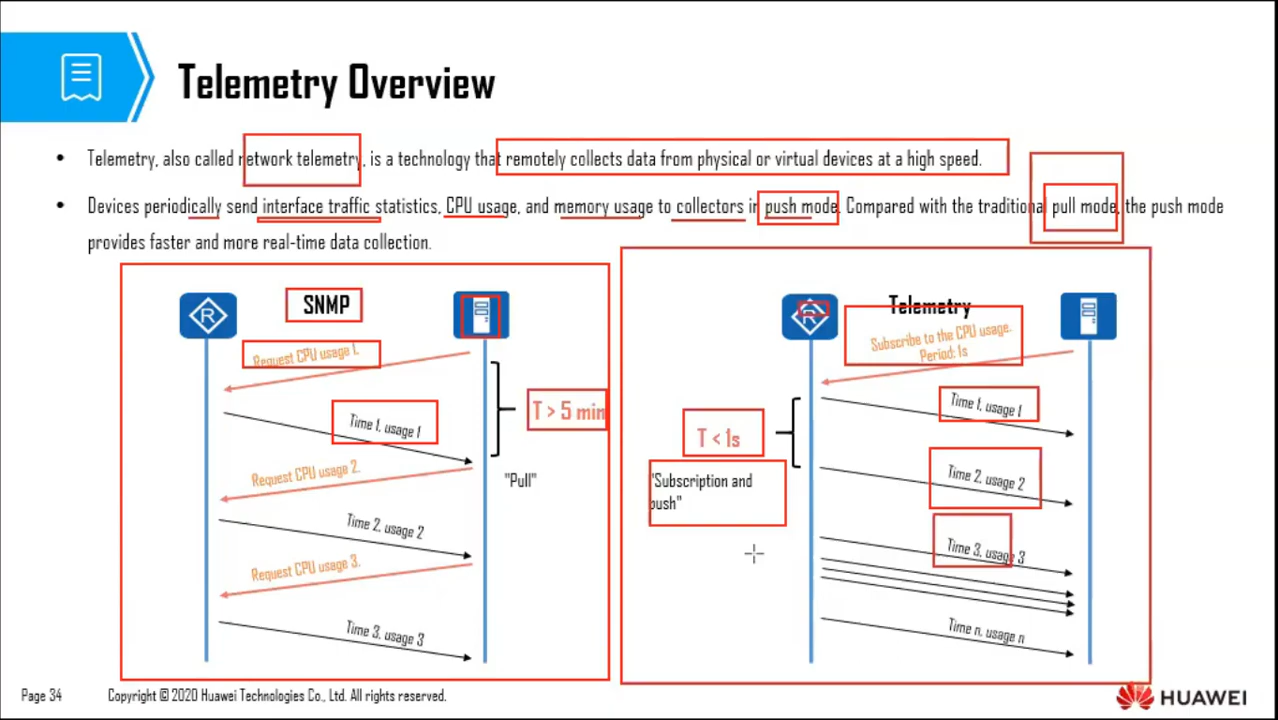 Telemetry Overview
• Telemetry, also called network telemetry, is a technology that remotely collects data from physical or virtual devices at a high speed.
• Devices periodically send interface traffic statistics, CPU usage, and memory usage to collectors in push mode. Compared with the traditional pull mode, the push mode
provides faster and more real-time data collection.
SNMP
R
Request CPU usage 1.
T > 5 min
Time 1, usage 1
Request CPU usage 2.
"Pull"
Time 2, usage 2
Request CPU usage 3.
Time 3, usage 3
Telemetry
R
Subscribe to the CPU usage.
Period: 1s
Time 1, usage 1
T < 1s
"Subscription and
push"
Time 2, usage 2
Time 3, usage 3
Time n, usage n
Page 34
Copyright © 2020 Huawei Technologies Co., Ltd. All rights reserved.
HUAWEI